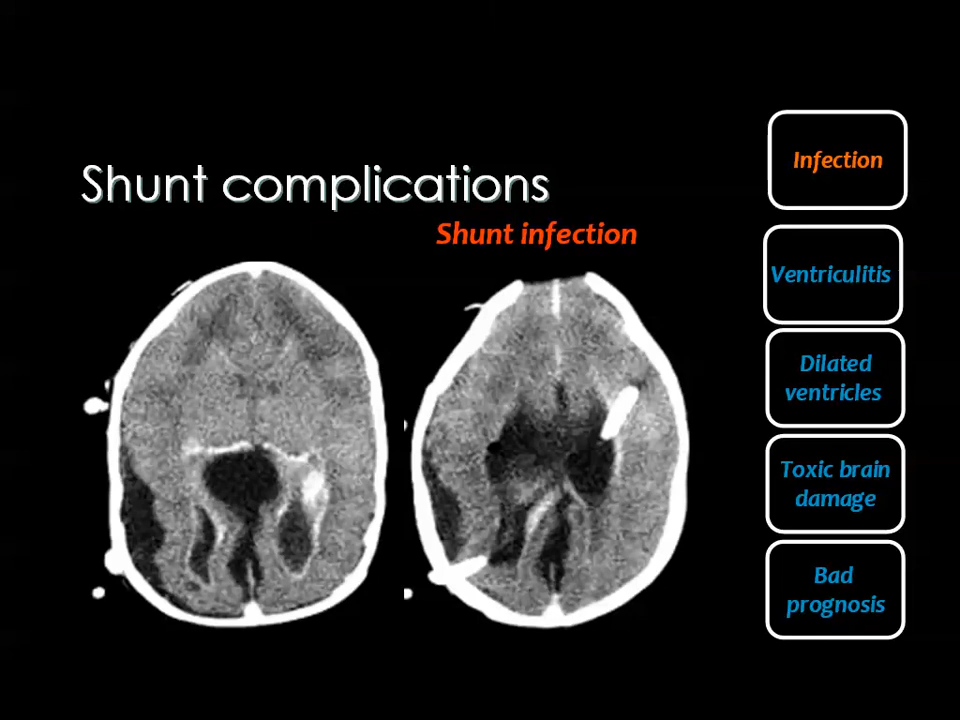 Shunt complications
Shunt infection
Infection
Ventriculitis
Dilated
ventricles
Toxic brain
damage
Bad
prognosis